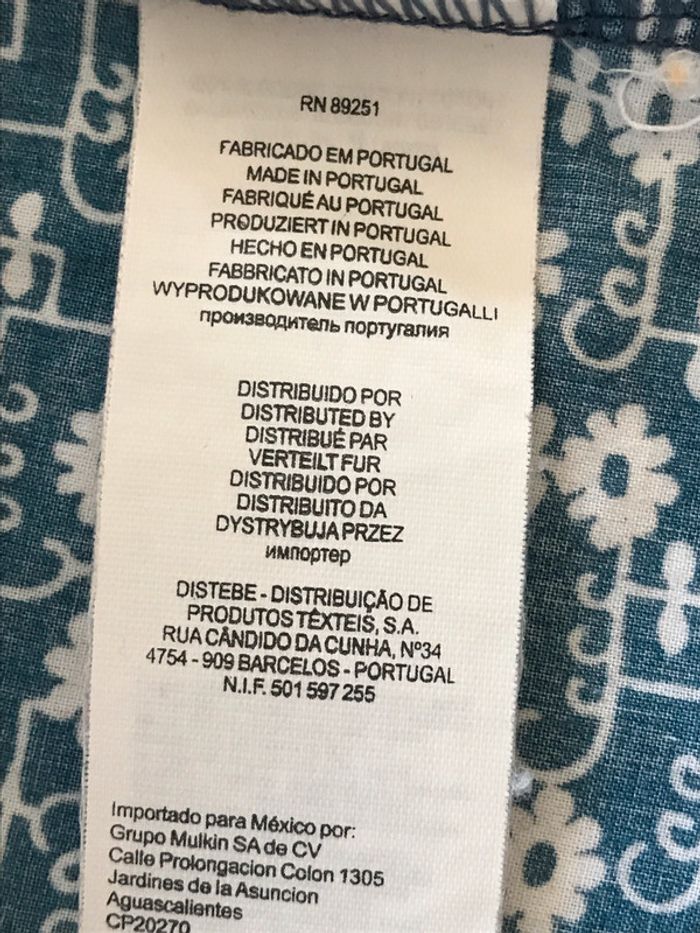 RN 89251
FABRICADO EM PORTUGAL
MADE IN PORTUGAL
FABRIQUÉ AU PORTUGAL
PRODUZIERT IN PORTUGAL
HECHO EN PORTUGAL
FABBRICATO IN PORTUGAL
WYPRODUKOWANE W PORTUGALLI
производитель португалия
DISTRIBUIDO POR
DISTRIBUTED BY
DISTRIBUÉ PAR
VERTEILT FUR
DISTRIBUIDO POR
DISTRIBUITO DA
DYSTRYBUJA PRZEZ
импортер
DISTEBE - DISTRIBUIÇÃO DE
PRODUTOS TÊXTEIS, S.A.
RUA CÂNDIDO DA CUNHA, Nº34
4754 - 909 BARCELOS - PORTUGAL
N.I.F. 501 597 255
Importado para México por:
Grupo Mulkin SA de CV
Calle Prolongacion Colon 1305
Jardines de la Asuncion
Aguascalientes
CP20270